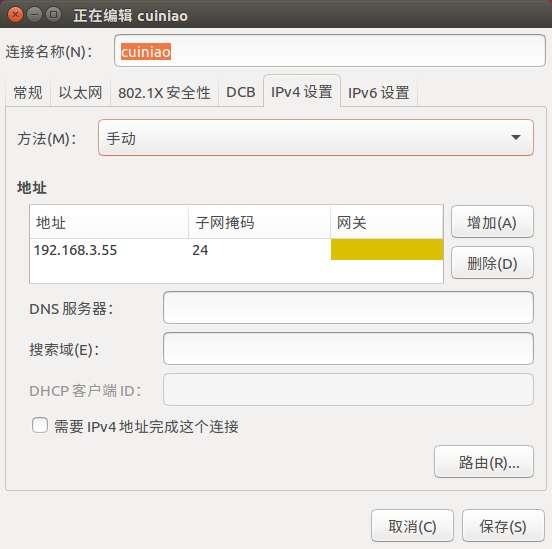 正在编辑 cuiniao
连接名称(N)： cuiniao
常规 以太网 802.1X 安全性 DCB IPv4 设置 IPv6 设置
方法(M)： 手动
地址
地址 子网掩码 网关 增加(A)
192.168.3.55 24
删除(D)
DNS 服务器：
搜索域(E)：
DHCP 客户端 ID：
需要 IPv4 地址完成这个连接
路由(R)...
取消(C) 保存(S)